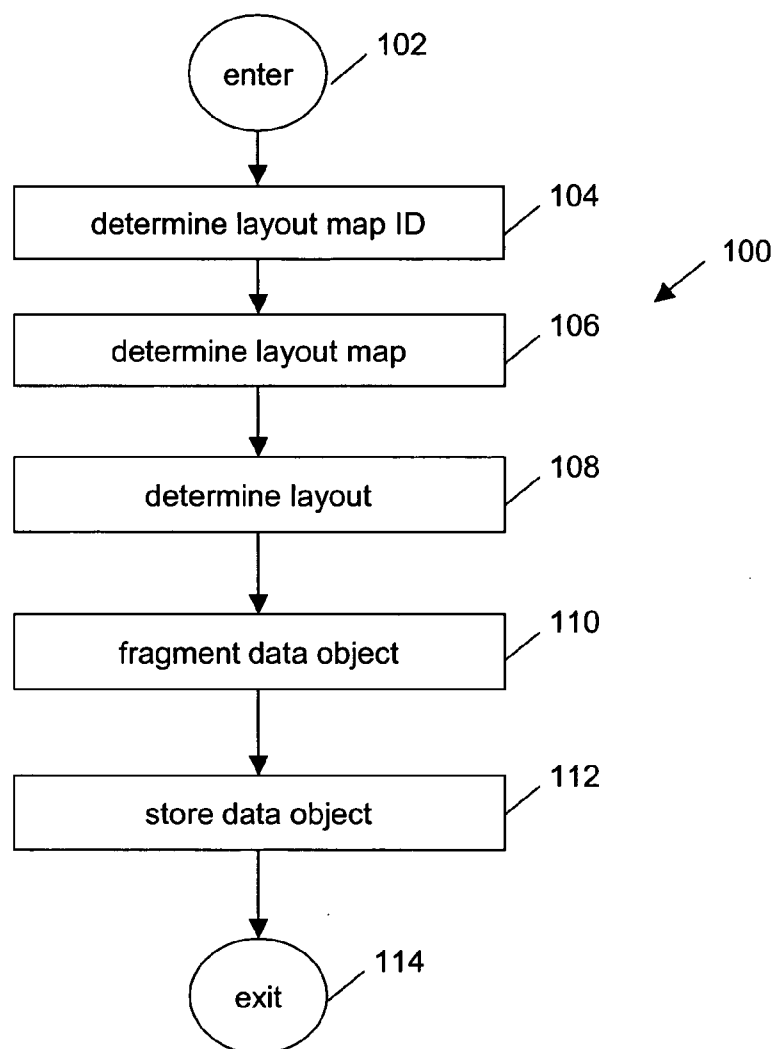 102
enter
104
determine layout map ID
100
106
determine layout map
108
determine layout
110
fragment data object
112
store data object
114
exit